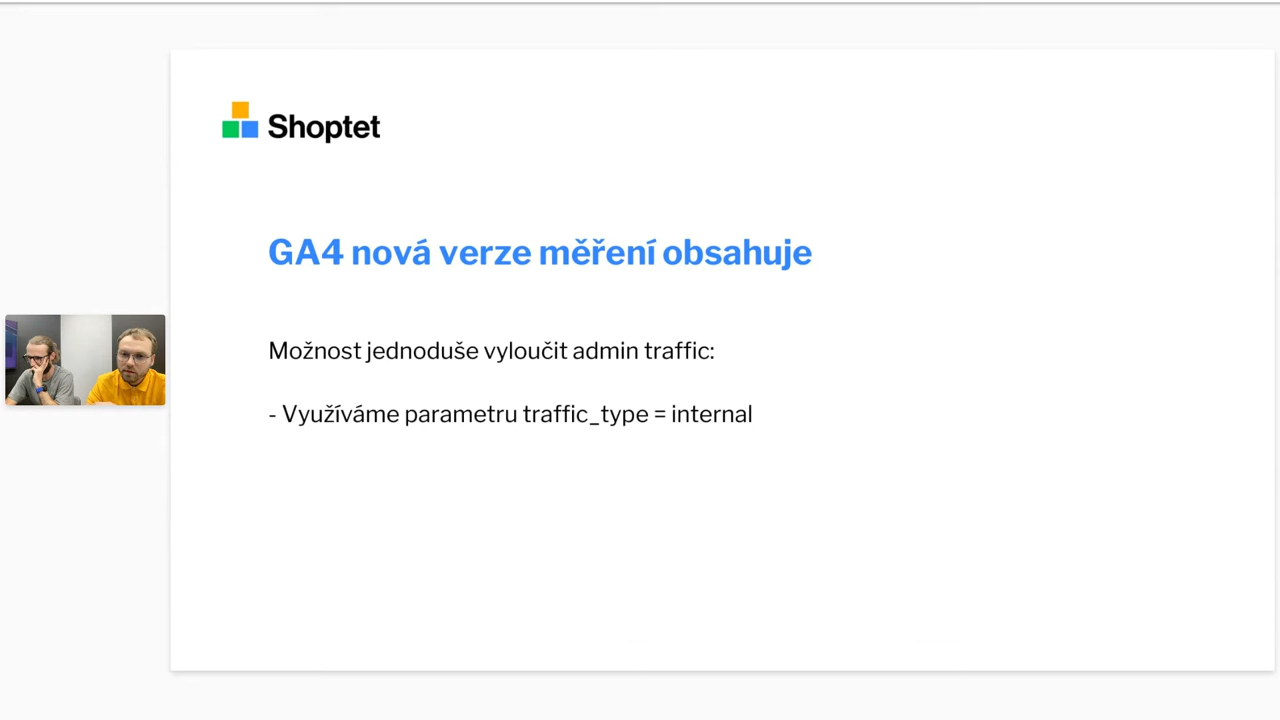 Shoptet
GA4 nová verze měření obsahuje
Možnost jednoduše vyloučit admin traffic:
- Využíváme parametru traffic_type = internal